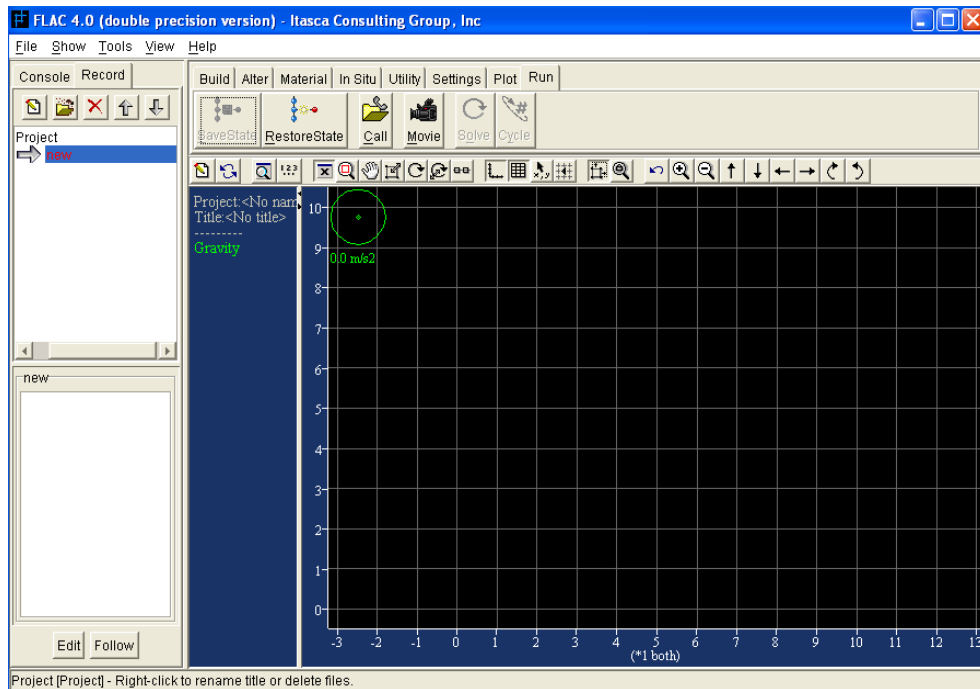 FLAC 4.0 (double precision version) - Itasca Consulting Group, Inc
File Show Tools View Help
Console Record
Build Alter Material In Situ Utility Settings Plot Run
SaveState RestoreState Call Movie Solve Cycle
Project
new
1.2.3
Project:<No nam
Title:<No title>
---------
Gravity
0.0 m/s2
10
9
8
7
6
5
4
3
2
1
0
-3 -2 -1 0 1 2 3 4 5 6 7 8 9 10 11 12 13
(*1 both)
new
Edit Follow
Project [Project] - Right-click to rename title or delete files.